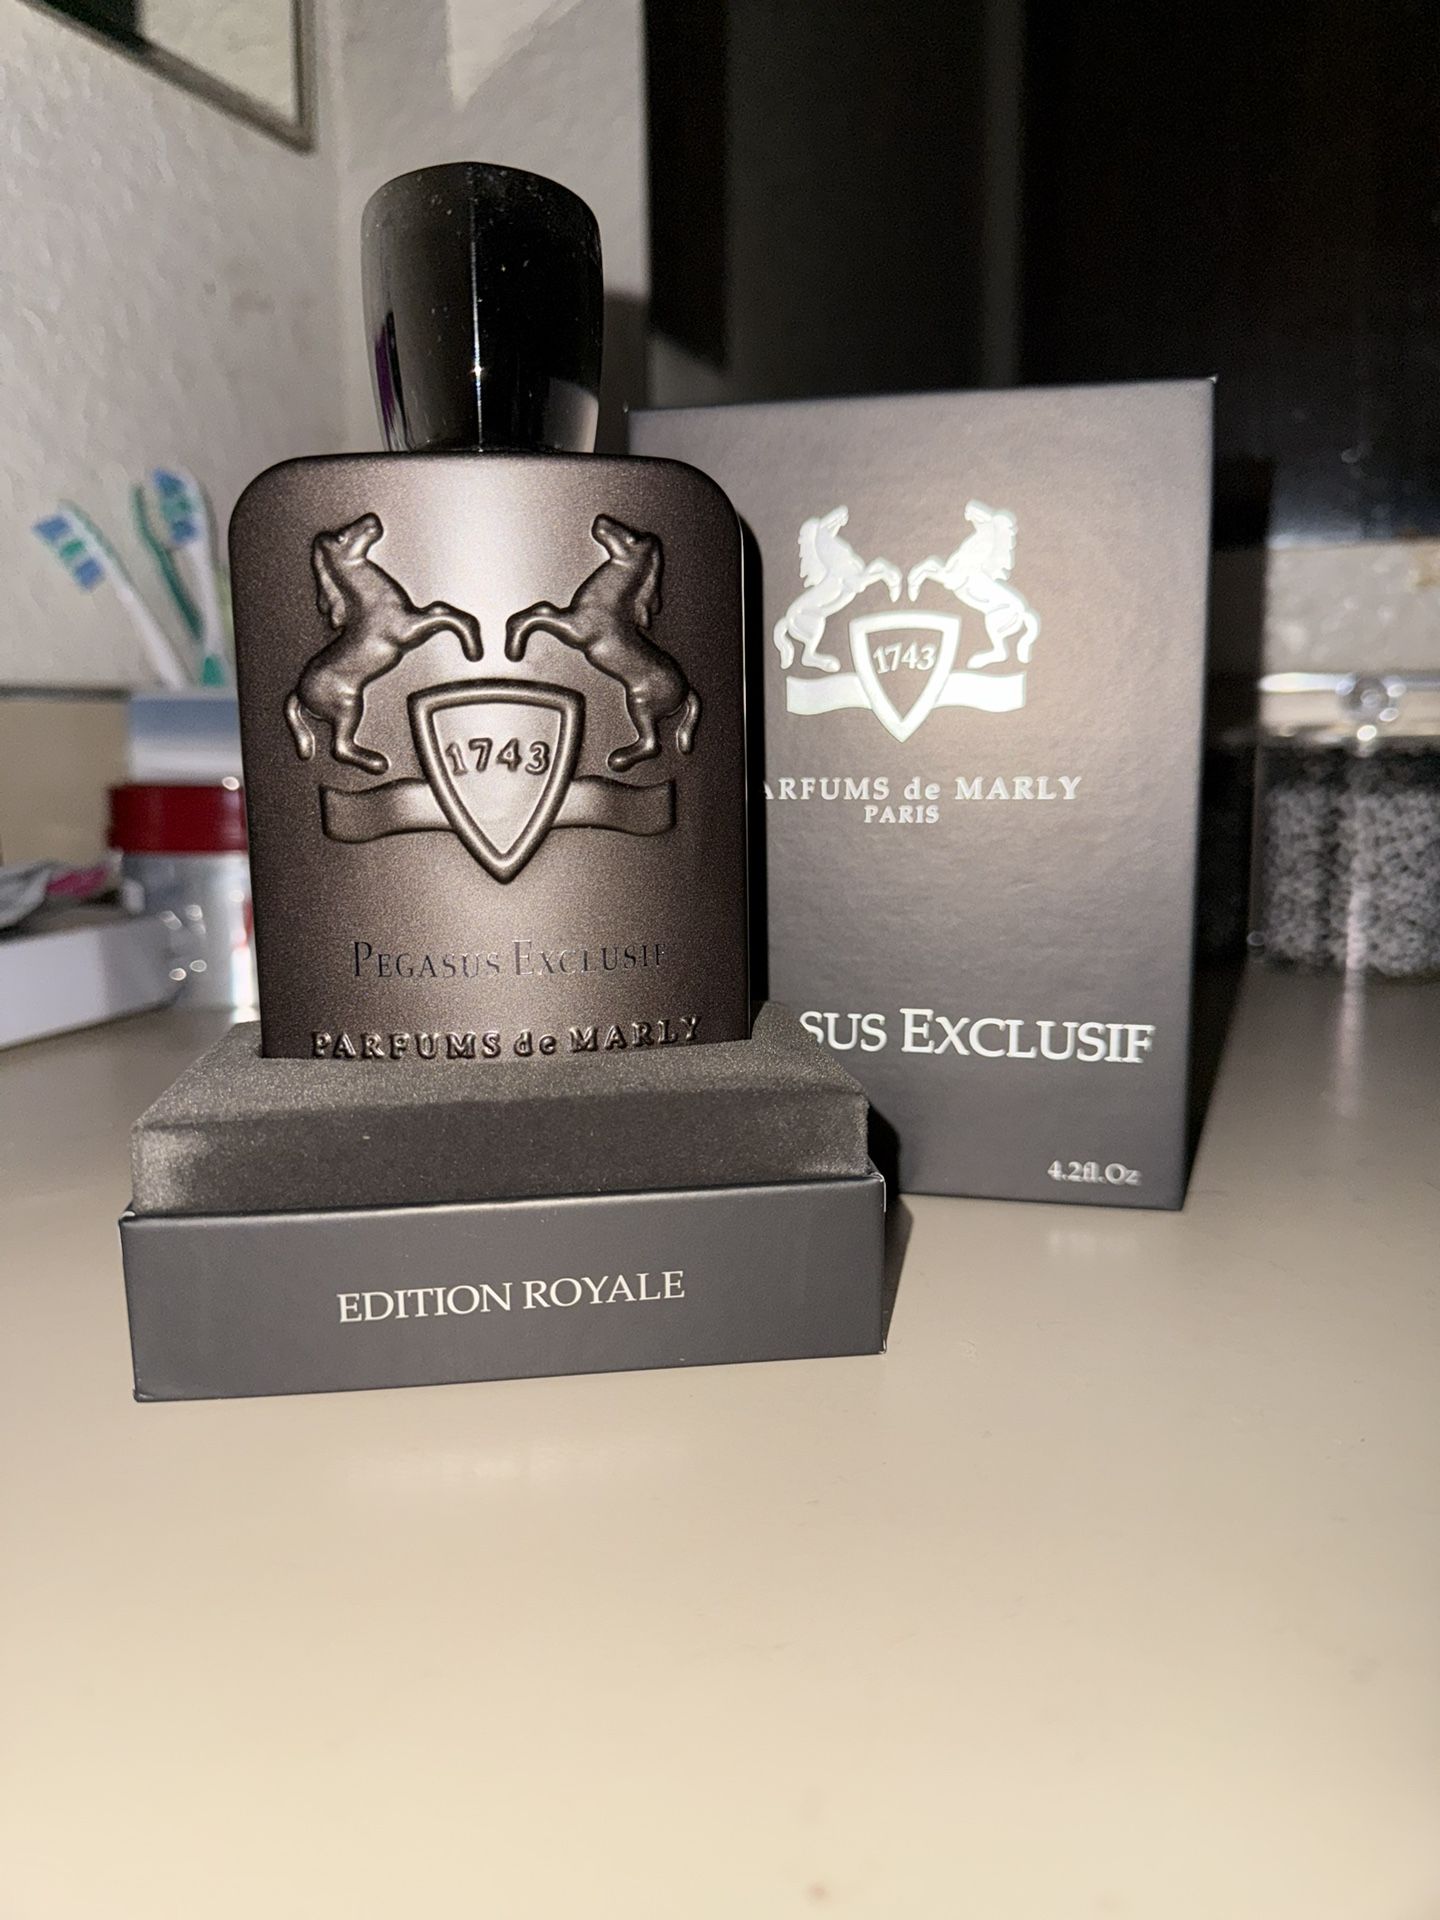 1743
PEGASUS EXCLUSIF
PARFUMS de MARLY
EDITION ROYALE
1743
ARFUMS de MARLY
PARIS
SUS EXCLUSIF
4.2fl.Oz